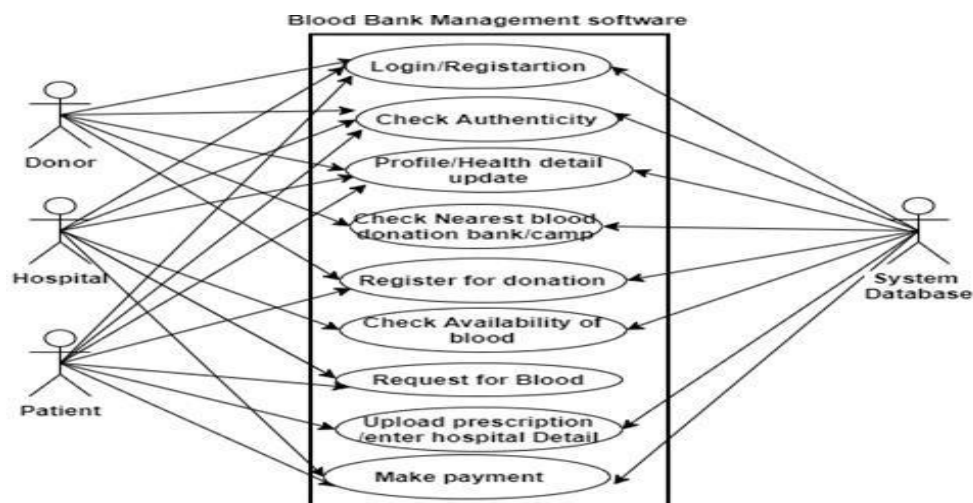 Blood Bank Management software
Login/Registartion
Check Authenticity
Donor
Profile/Health detail
update
Check Nearest blood
donation bank/camp
Hospital
Register for donation
System
Database
Check Availability of
blood
Request for Blood
Patient
Upload prescription
/enter hospital Detail
Make payment